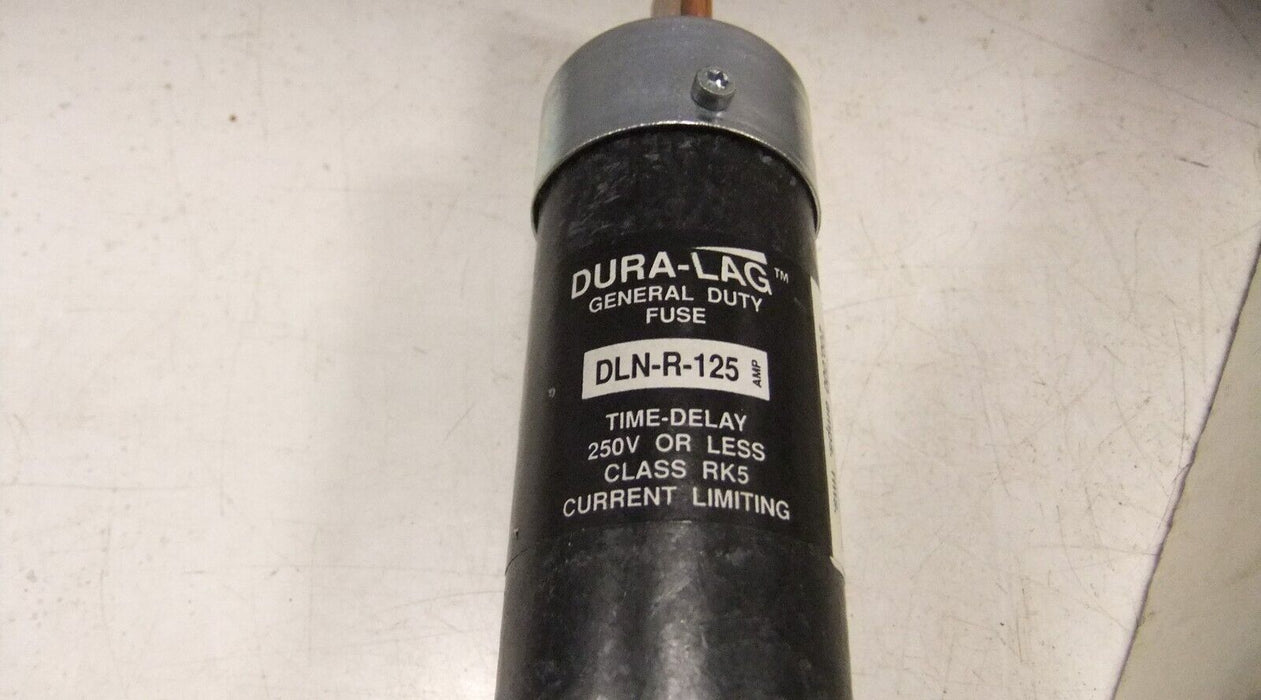 DURA-LAG™
GENERAL DUTY
FUSE
DLN-R-125 AMP
TIME-DELAY
250V OR LESS
CLASS RK5
CURRENT LIMITING